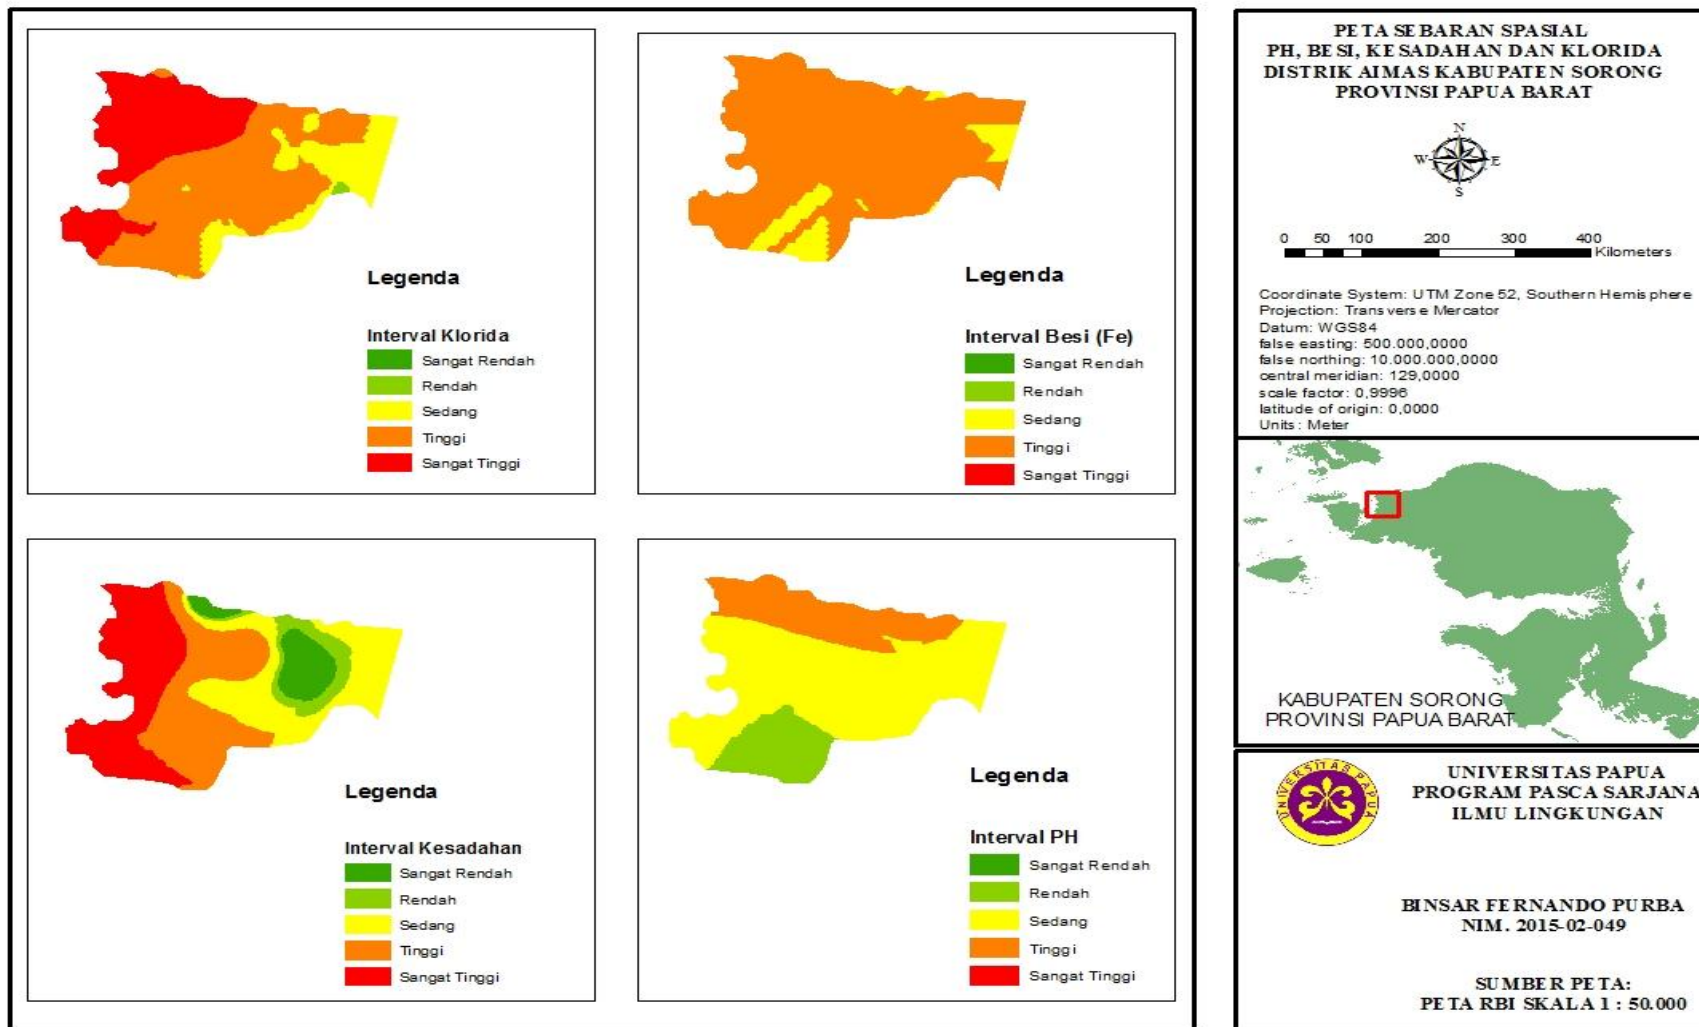 Legenda
Interval Klorida
Sangat Rendah
Rendah
Sedang
Tinggi
Sangat Tinggi
Legenda
Interval Besi (Fe)
Sangat Rendah
Rendah
Sedang
Tinggi
Sangat Tinggi
Legenda
Interval Kesadahan
Sangat Rendah
Rendah
Sedang
Tinggi
Sangat Tinggi
Legenda
Interval PH
Sangat Rendah
Rendah
Sedang
Tinggi
Sangat Tinggi
PETA SEBARAN SPASIAL
PH, BESI, KESADAHAN DAN KLORIDA
DISTRIK AIMAS KABUPATEN SORONG
PROVINSI PAPUA BARAT
N
W E
S
0 50 100 200 300 400
Kilometers
Coordinate System: UTM Zone 52, Southern Hemisphere
Projection: Transverse Mercator
Datum: WGS84
false easting: 500.000,0000
false northing: 10.000.000,0000
central meridian: 129,0000
scale factor: 0,9996
latitude of origin: 0,0000
Units: Meter
KABUPATEN SORONG
PROVINSI PAPUA BARAT
UNIVERSITAS PAPUA
UNIVERSITAS PAPUA
PROGRAM PASCA SARJANA
ILMU LINGKUNGAN
BINSAR FERNANDO PURBA
NIM. 2015-02-049
SUMBER PETA:
PETA RBI SKALA 1 : 50.000